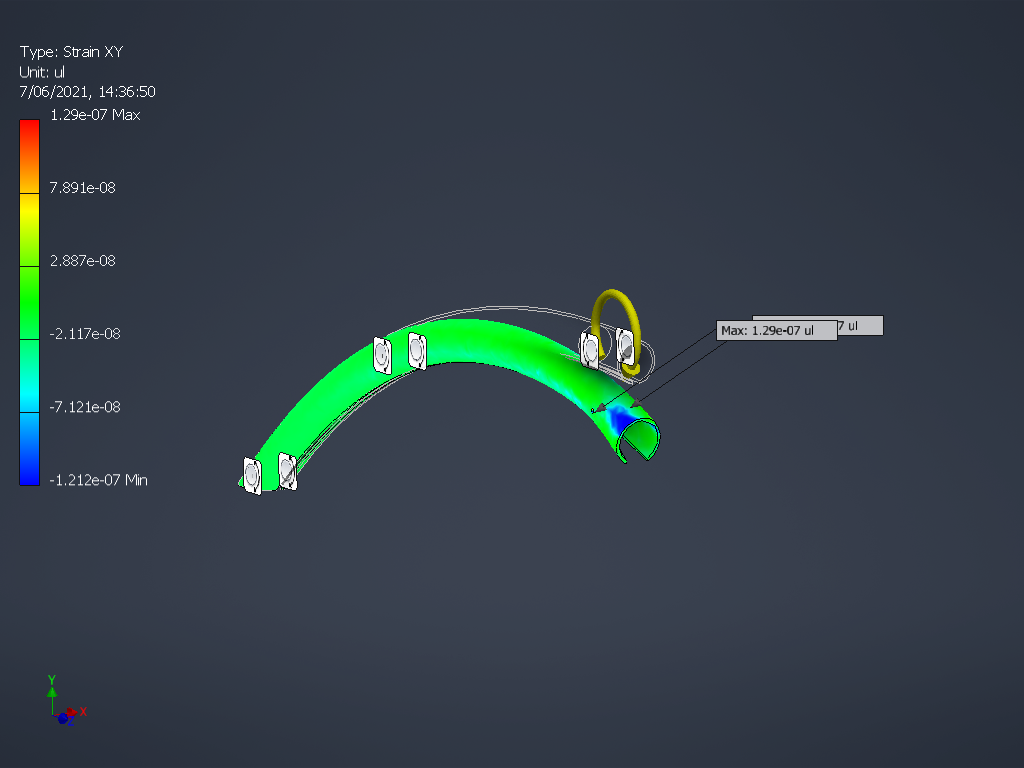 Type: Strain XY
Unit: ul
7/06/2021, 14:36:50
1.29e-07 Max
7.891e-08
2.887e-08
-2.117e-08
-7.121e-08
-1.212e-07 Min
Max: 1.29e-07 ul
7 ul
Y
X
Z